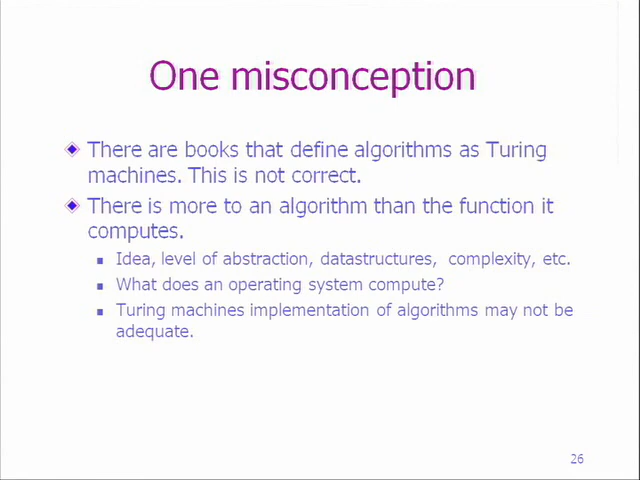 One misconception
There are books that define algorithms as Turing
machines. This is not correct.
There is more to an algorithm than the function it
computes.
Idea, level of abstraction, datastructures, complexity, etc.
What does an operating system compute?
Turing machines implementation of algorithms may not be
adequate.
26